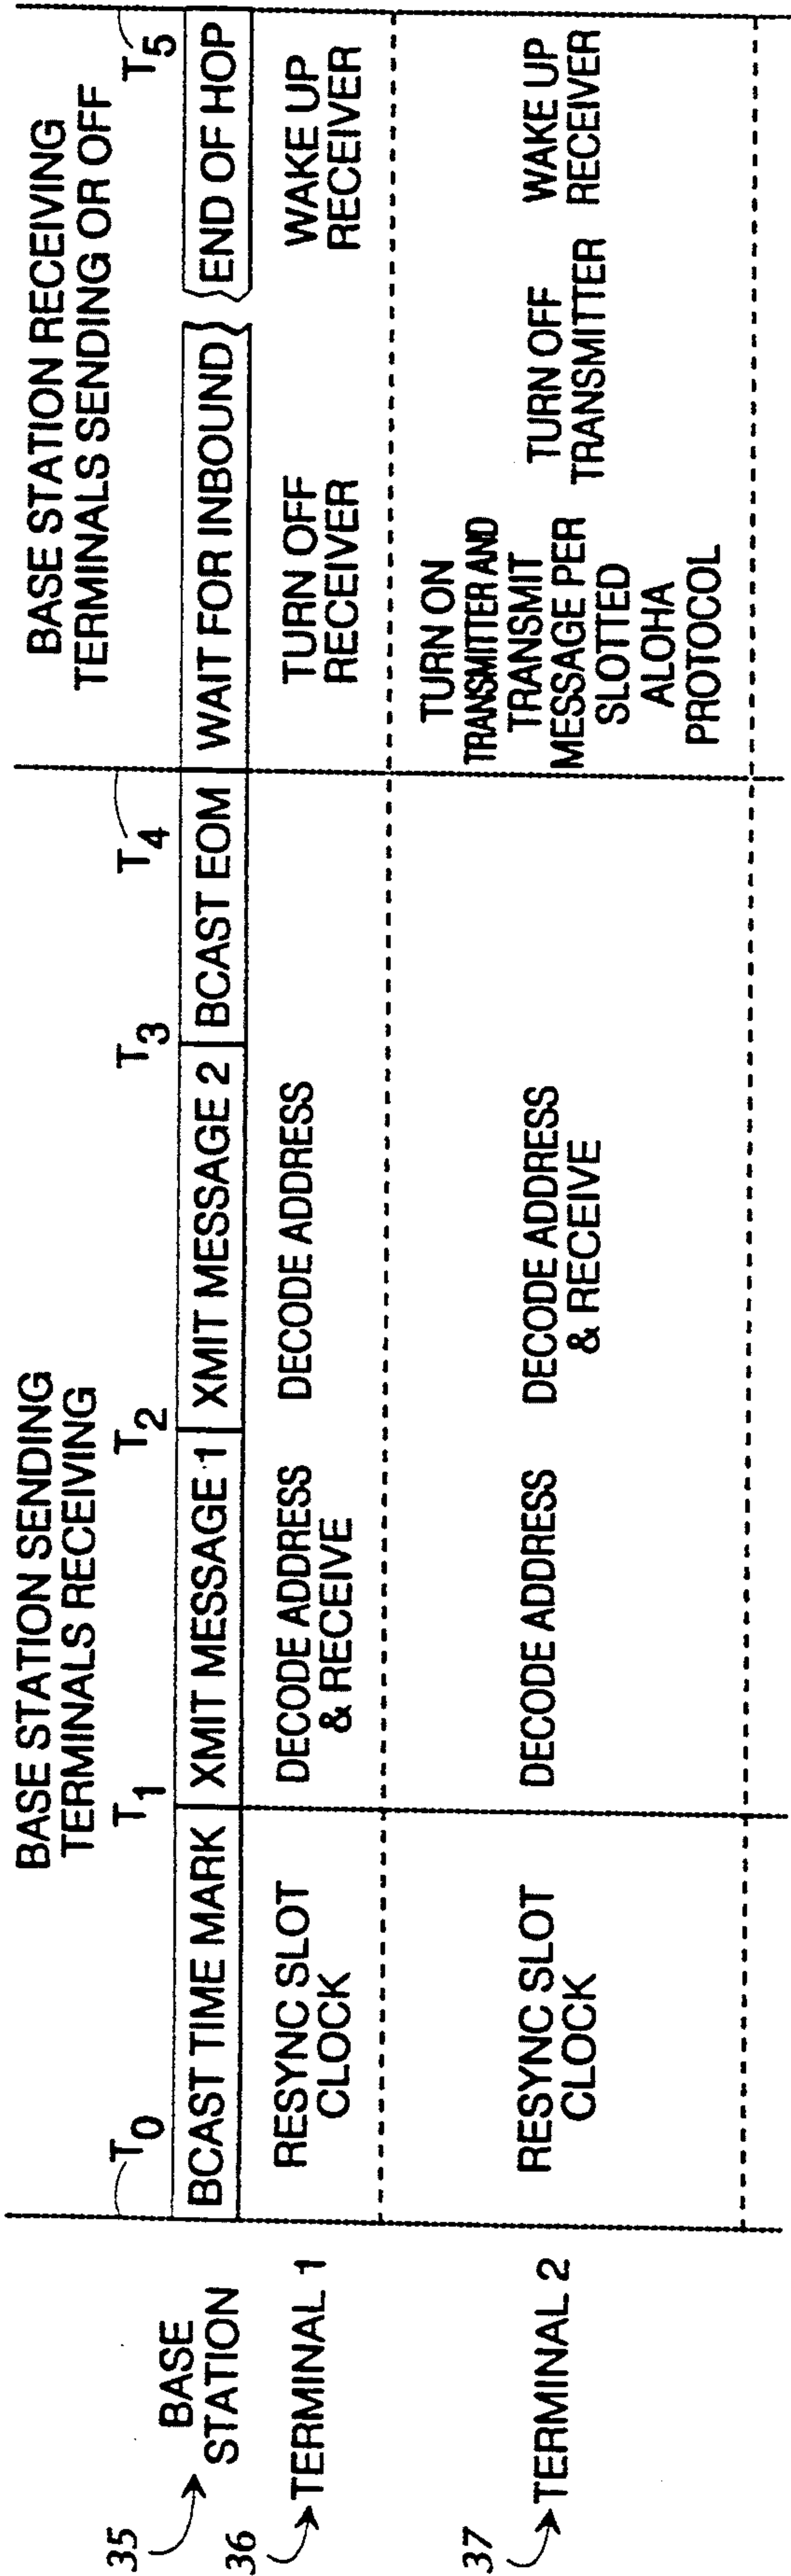 BASE STATION SENDING
TERMINALS RECEIVING
BASE STATION RECEIVING
TERMINALS SENDING OR OFF
T0
T1
T2
T3
T4
T5
35
BASE
STATION
BCAST TIME MARK
XMIT MESSAGE 1
XMIT MESSAGE 2
BCAST EOM
WAIT FOR INBOUND
END OF HOP
36
TERMINAL 1
RESYNC SLOT
CLOCK
DECODE ADDRESS
& RECEIVE
DECODE ADDRESS
TURN OFF
RECEIVER
WAKE UP
RECEIVER
37
TERMINAL 2
RESYNC SLOT
CLOCK
DECODE ADDRESS
DECODE ADDRESS
& RECEIVE
TURN ON
TRANSMITTER AND
TRANSMIT
MESSAGE PER
SLOTTED
ALOHA
PROTOCOL
TURN OFF
TRANSMITTER
WAKE UP
RECEIVER